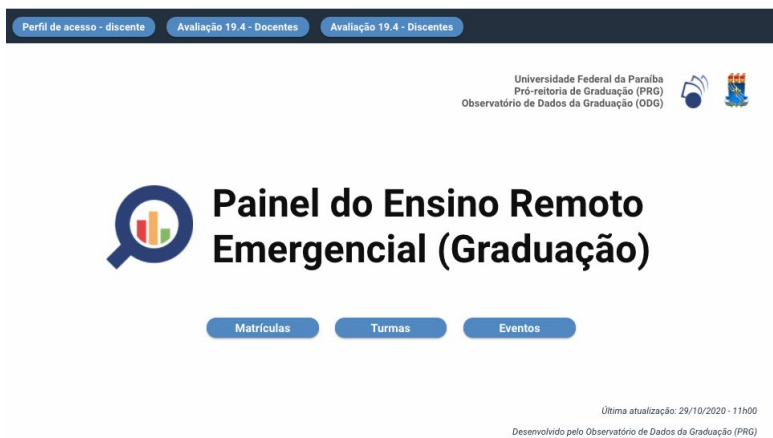 Perfil de acesso - discente
Avaliação 19.4 - Docentes
Avaliação 19.4 - Discentes
Universidade Federal da Paraíba
Pró-reitoria de Graduação (PRG)
Observatório de Dados da Graduação (ODG)
Painel do Ensino Remoto
Emergencial (Graduação)
Matrículas
Turmas
Eventos
Última atualização: 29/10/2020 - 11h00
Desenvolvido pelo Observatório de Dados da Graduação (PRG)